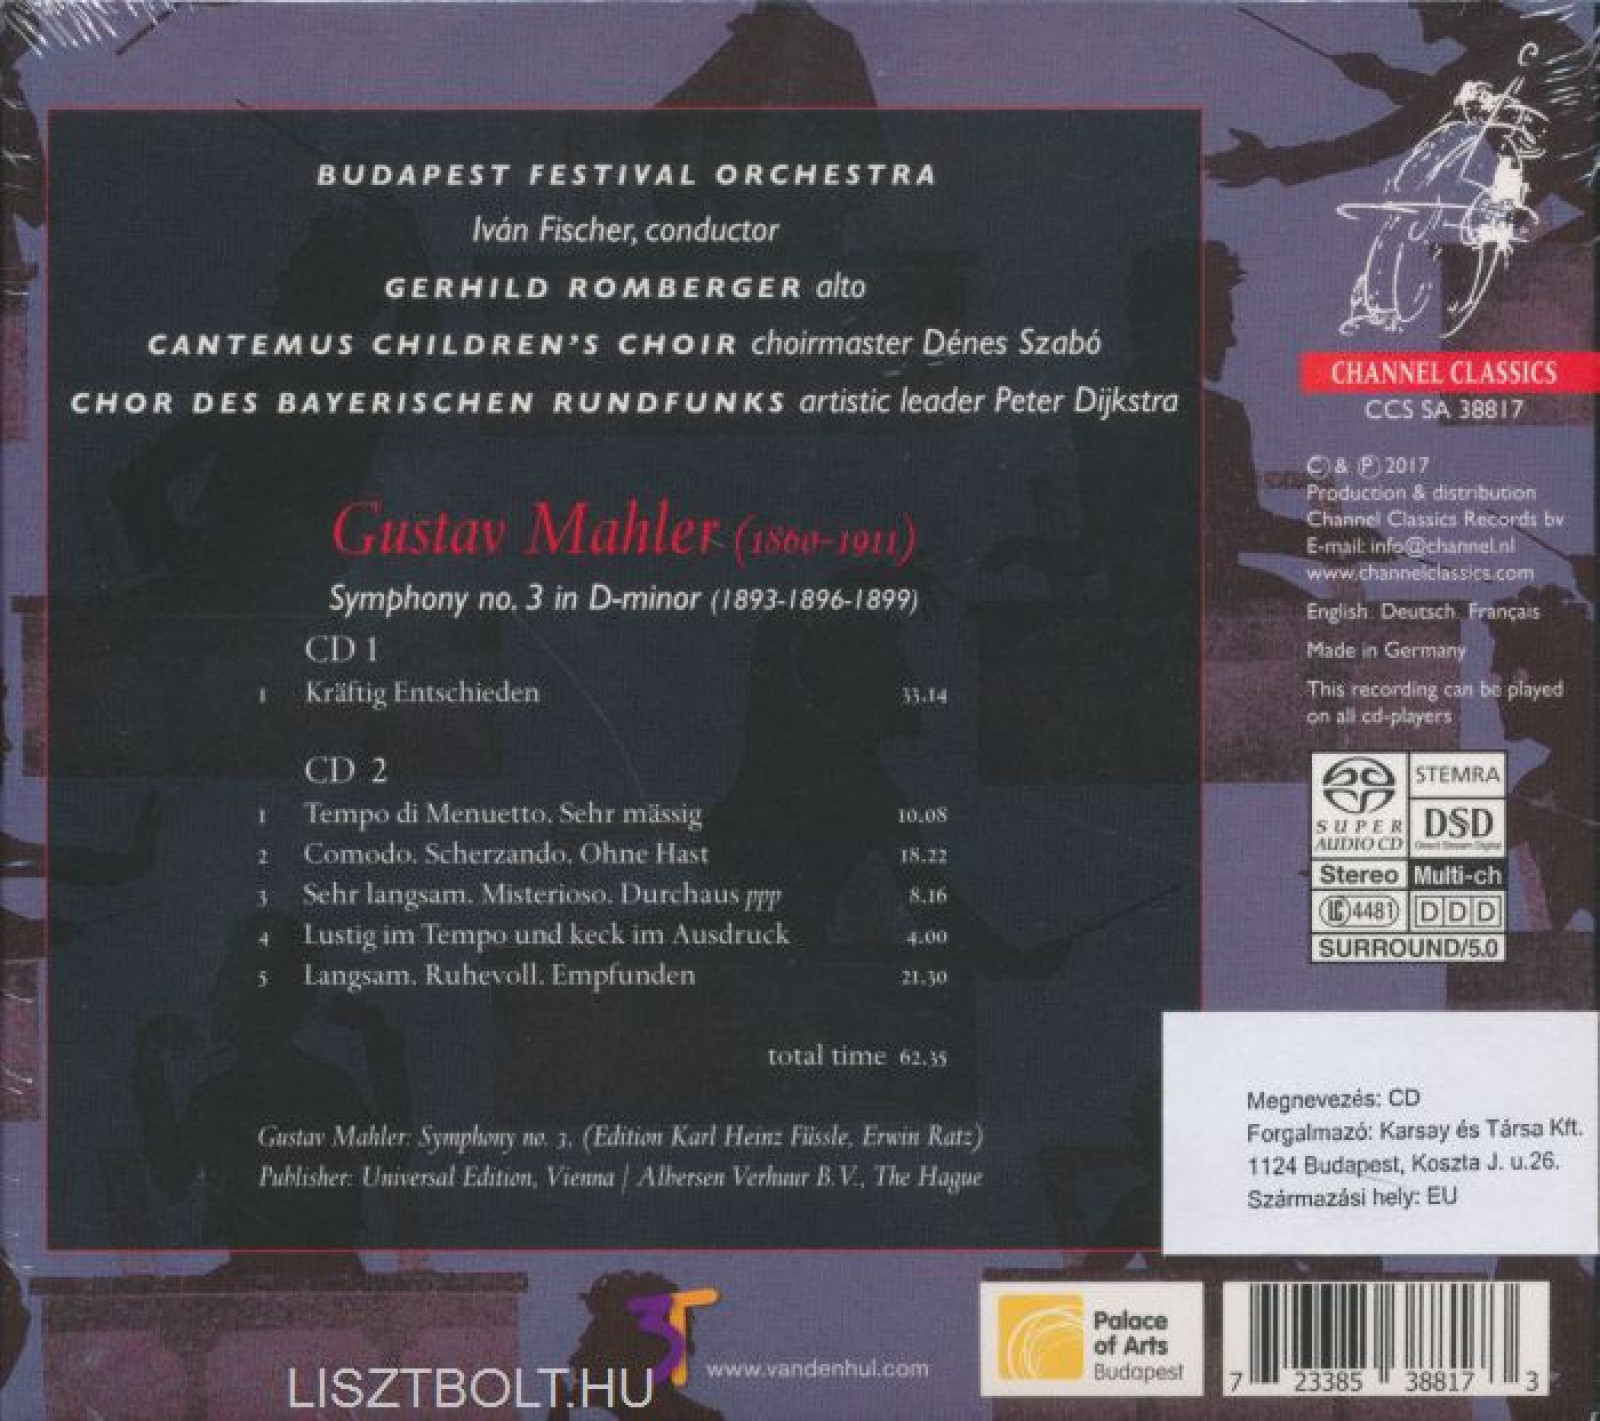 BUDAPEST FESTIVAL ORCHESTRA
Iván Fischer, conductor
GERHILD ROMBERGER alto
CANTEMUS CHILDREN'S CHOIR choirmaster Dénes Szabó
CHOR DES BAYERISCHEN RUNDFUNKS artistic leader Peter Dijkstra
Gustav Mahler (1860-1911)
Symphony no. 3 in D-minor (1893-1896-1899)
CD 1
1 Kräftig Entschieden 33.14
CD 2
1 Tempo di Menuetto. Sehr mässig 10.08
2 Comodo. Scherzando. Ohne Hast 18.22
3 Sehr langsam. Misterioso. Durchaus ppp 8.16
4 Lustig im Tempo und keck im Ausdruck 4.00
5 Langsam. Ruhevoll. Empfunden 21.30
total time 62.35
Gustav Mahler: Symphony no. 3, (Edition Karl Heinz Füssle, Erwin Ratz)
Publisher: Universal Edition, Vienna / Albersen Verhuur B.V., The Hague
CHANNEL CLASSICS
CCS SA 38817
© & ℗ 2017
Production & distribution
Channel Classics Records bv
E-mail: info@channel.nl
www.channelclassics.com
English Deutsch Français
Made in Germany
This recording can be played
on all cd-players
SUPER
AUDIO CD
STEMRA
DSD
Direct Stream Digital
Stereo Multi-ch
LC 4481 DDD
SURROUND/5.0
Megnevezés: CD
Forgalmazó: Karsay és Társa Kft.
1124 Budapest, Koszta J. u.26.
Származási hely: EU
3T
www.vandenhul.com
Palace
of Arts
Budapest
7 23385 38817 3
LISZTBOLT.HU